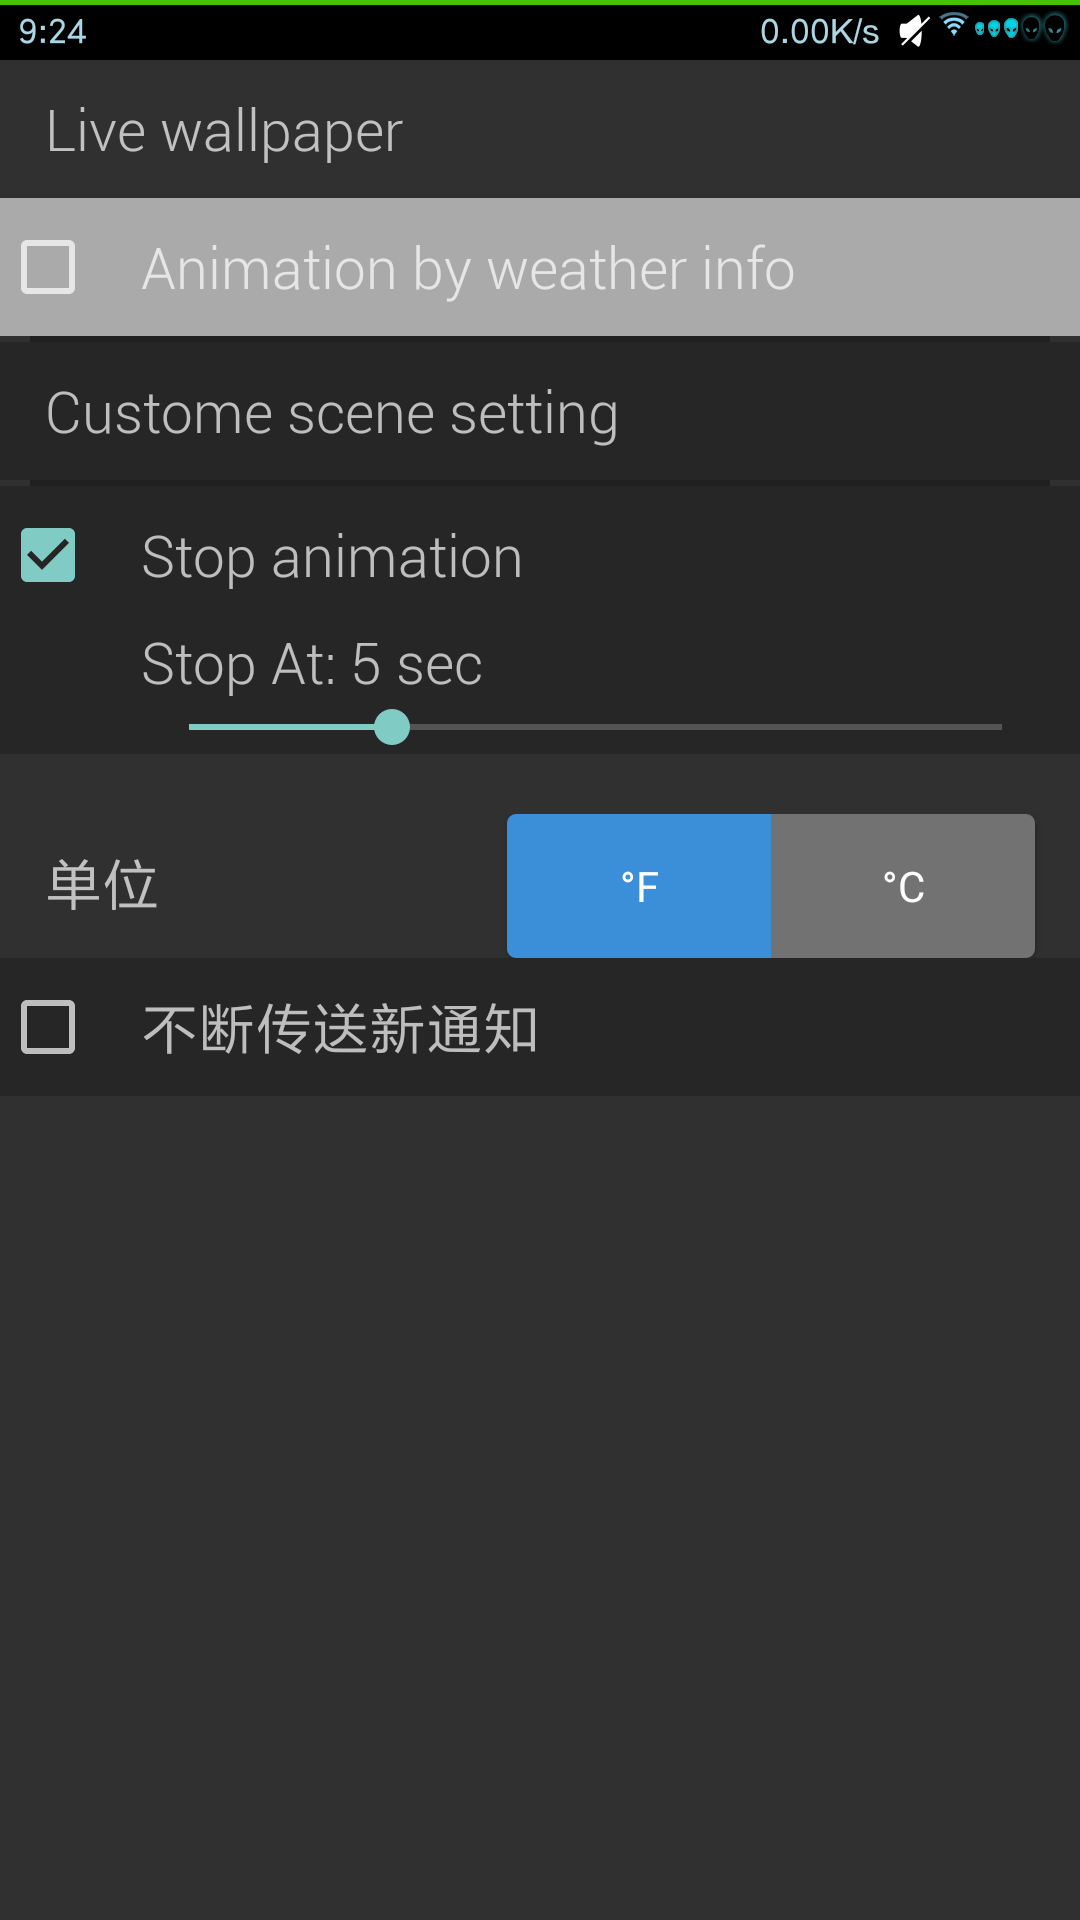 9:24 0.00K/s
Live wallpaper
Animation by weather info
Custome scene setting
Stop animation
Stop At: 5 sec
单位 °F °C
不断传送新通知